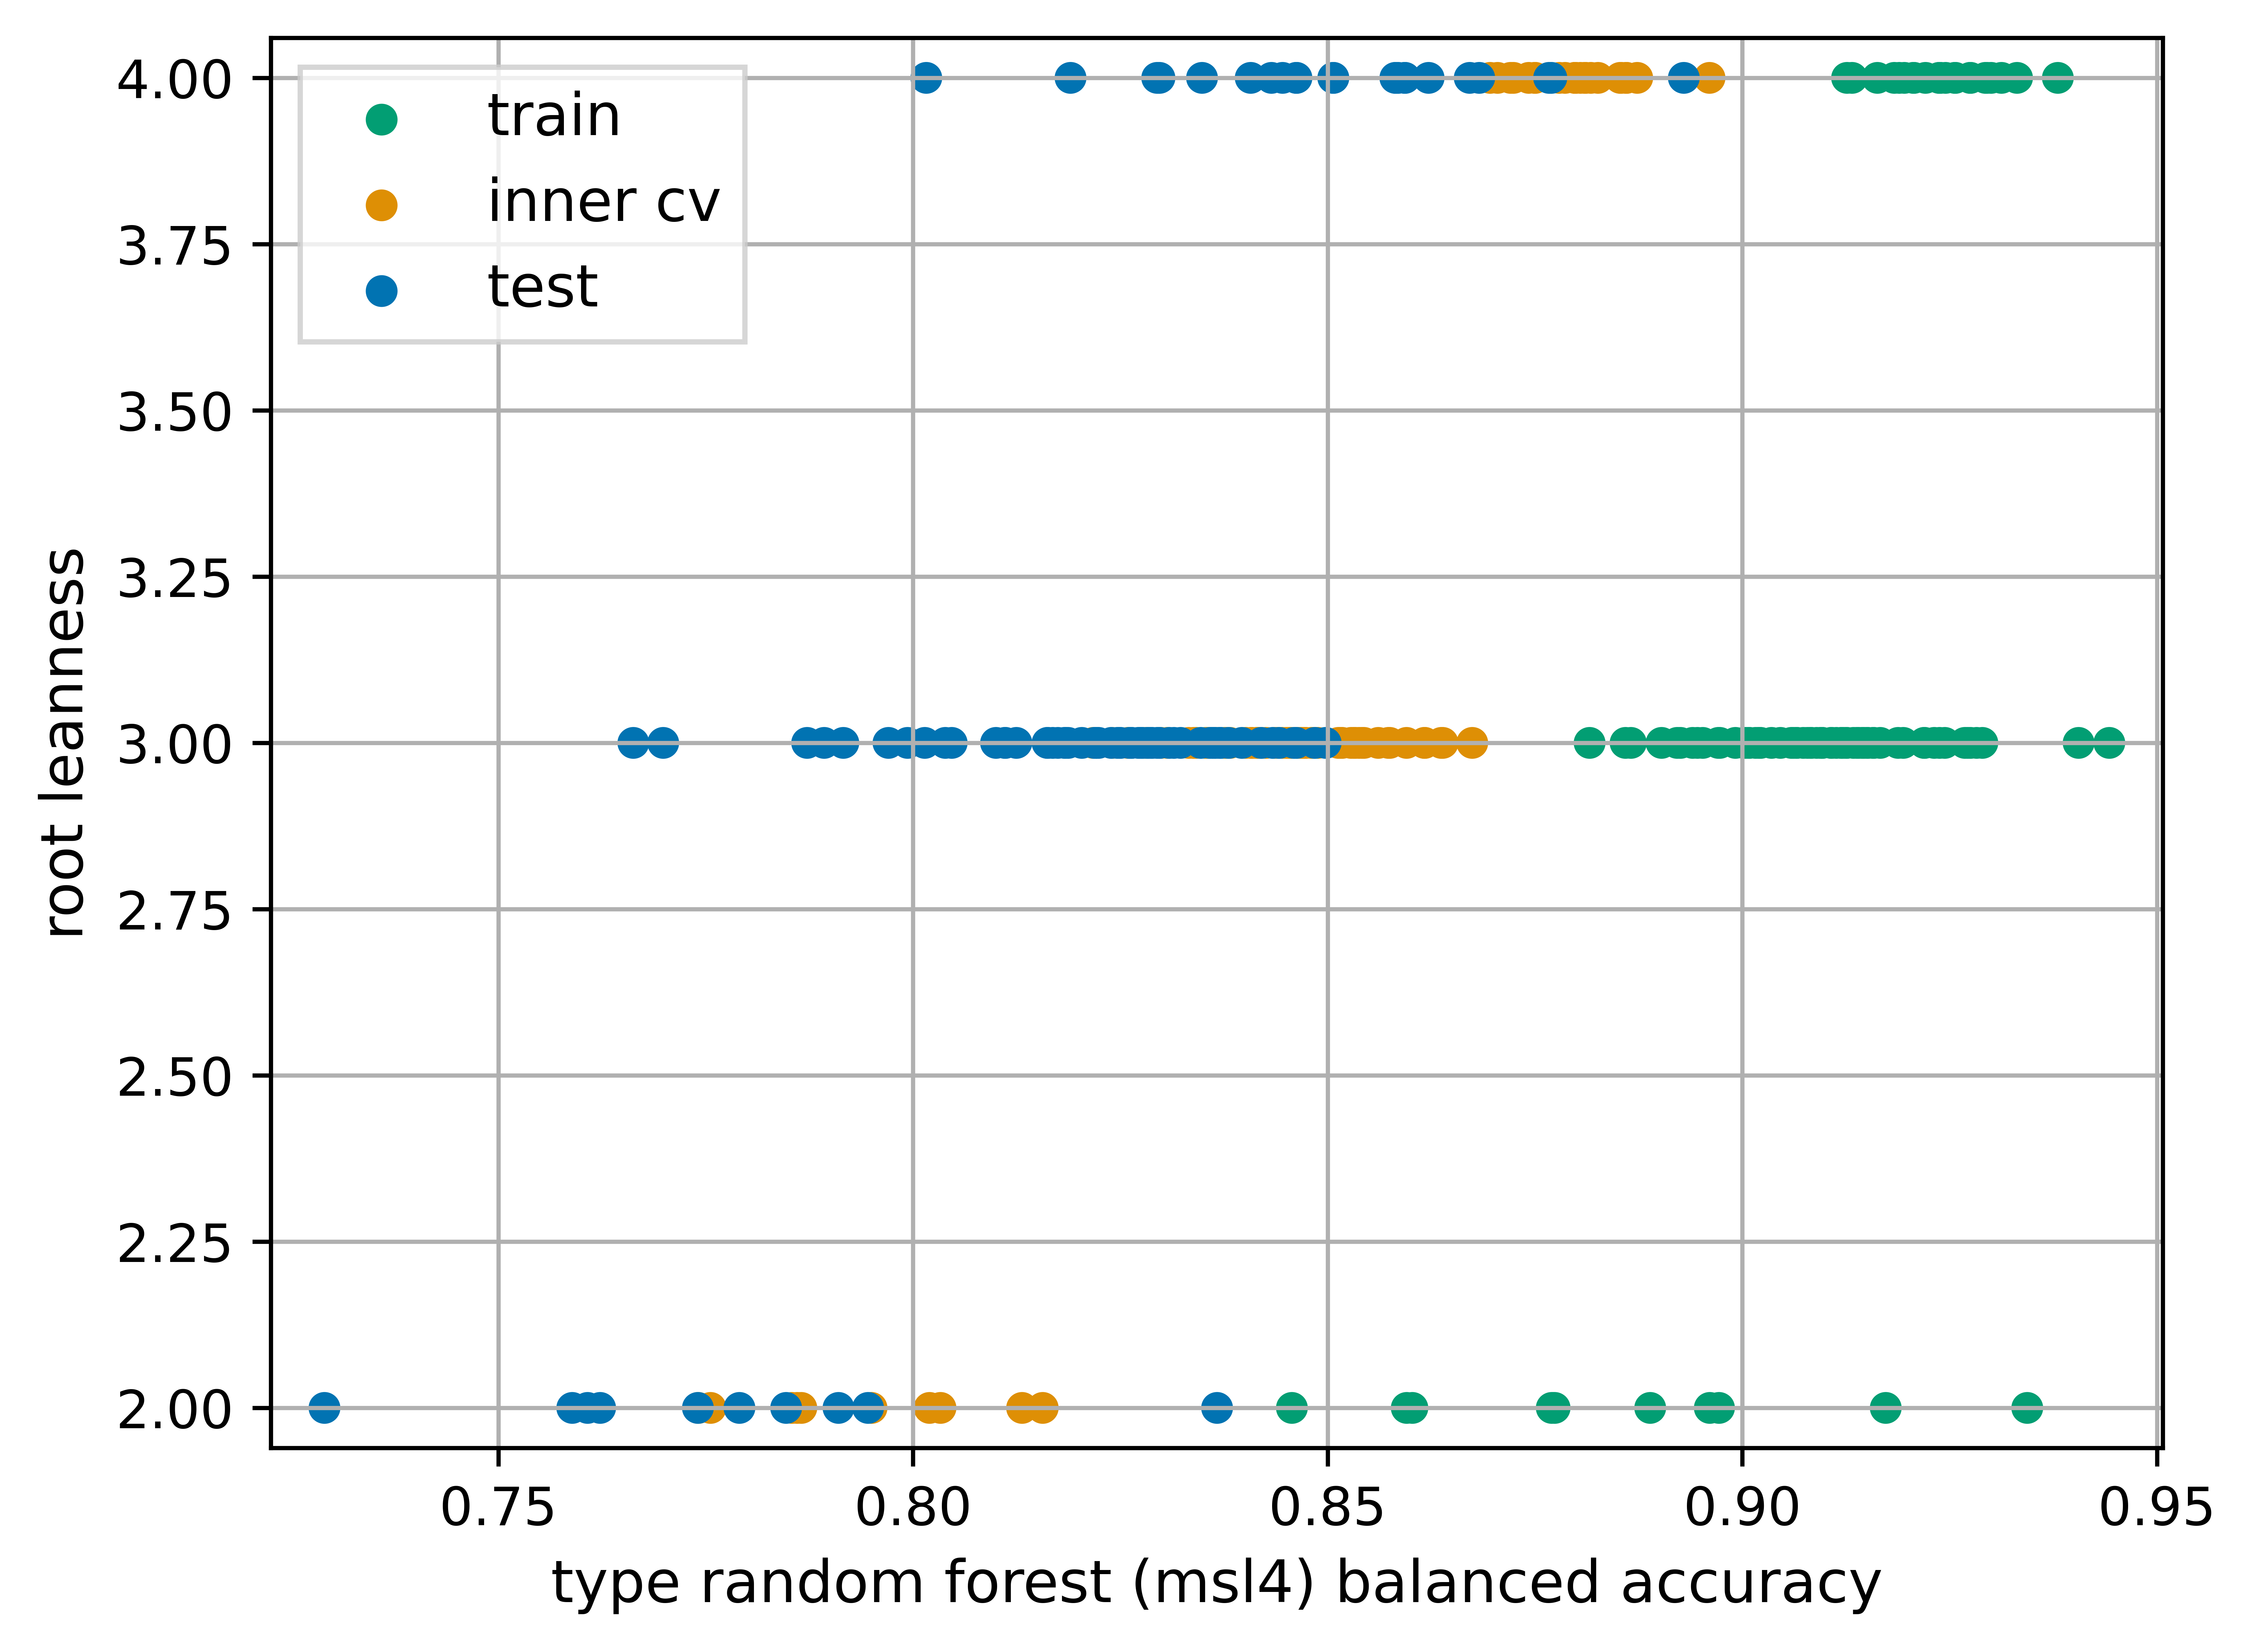 4.00
3.75
3.50
3.25
3.00
2.75
2.50
2.25
2.00
root leanness
train
inner cv
test
0.75 0.80 0.85 0.90 0.95
type random forest (msl4) balanced accuracy